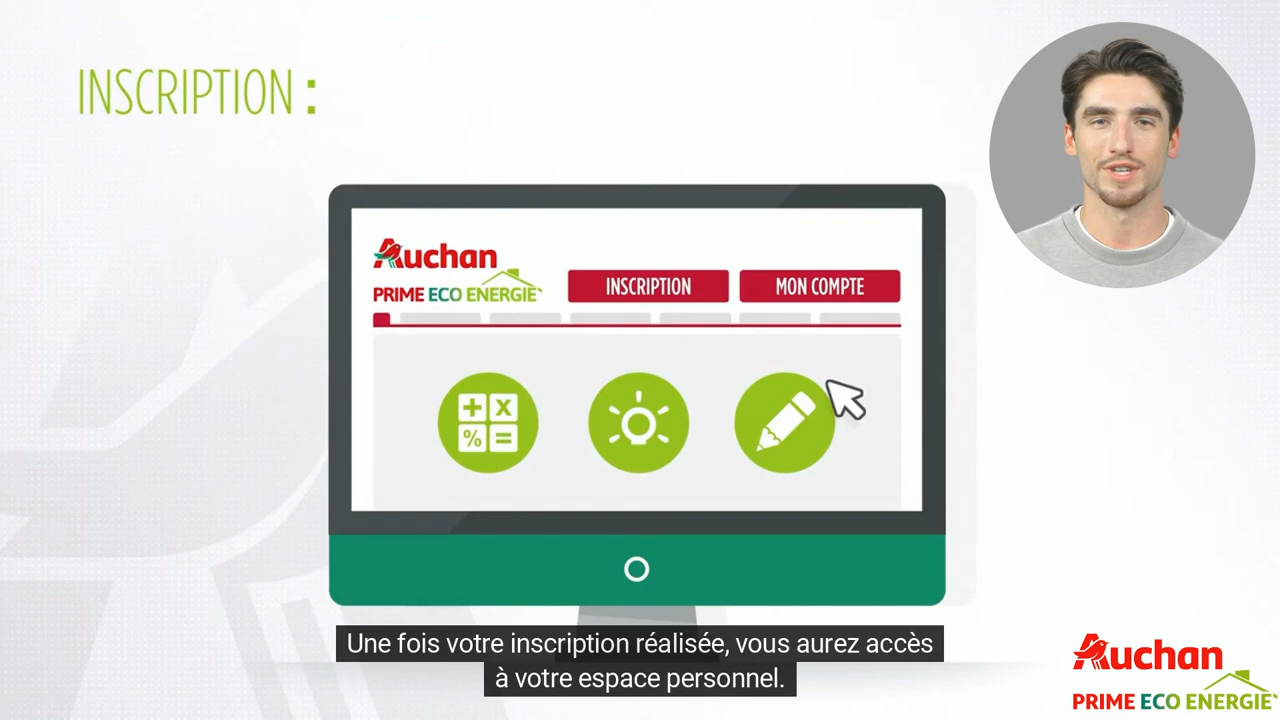 INSCRIPTION :
Auchan
PRIME ECO ENERGIE
INSCRIPTION
MON COMPTE
+ x
% =
Une fois votre inscription réalisée, vous aurez accès
à votre espace personnel.
Auchan
PRIME ECO ENERGIE